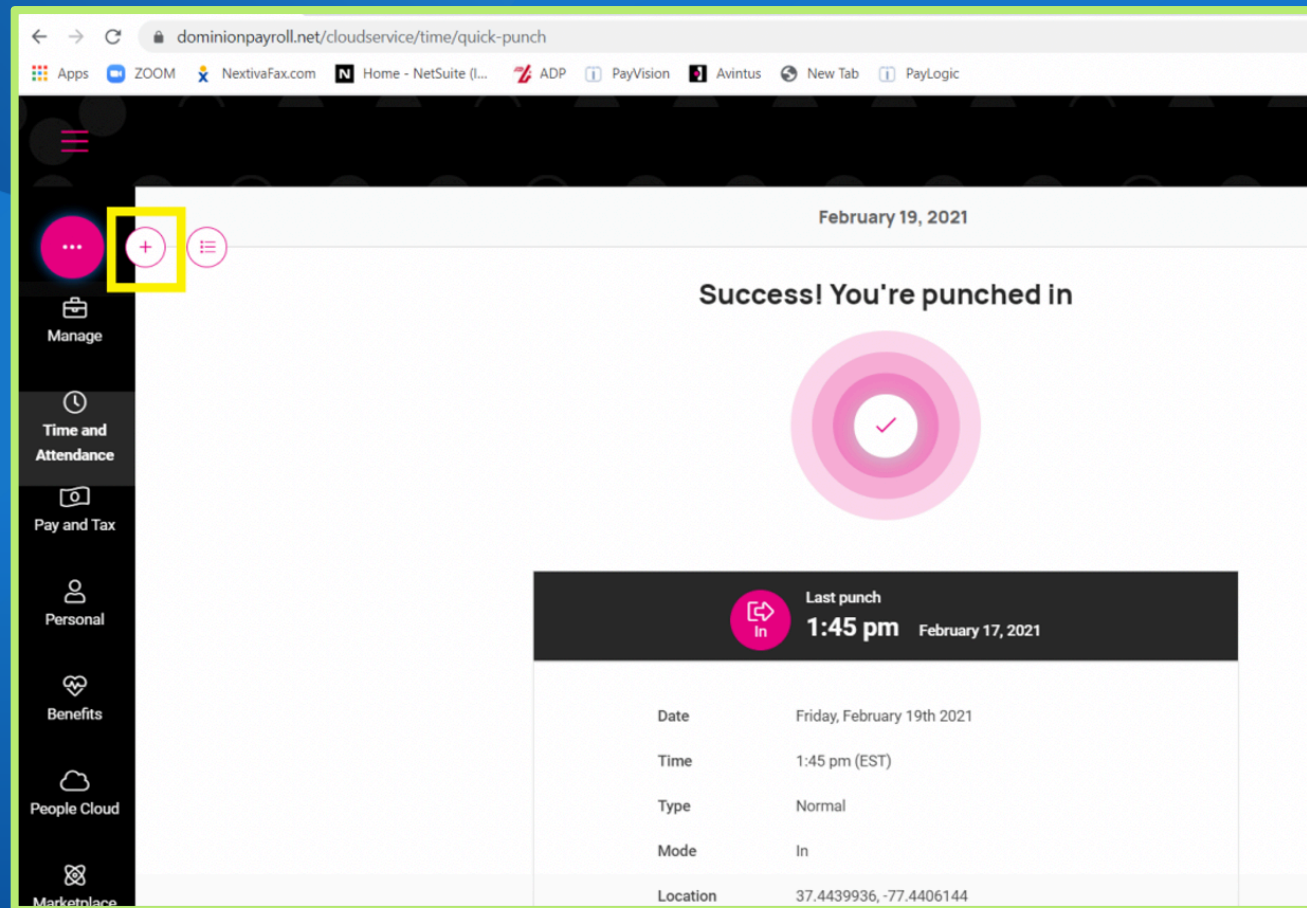 dominionpayroll.net/cloudservice/time/quick-punch
Apps ZOOM NextivaFax.com Home - NetSuite (I... ADP PayVision Avintus New Tab PayLogic
February 19, 2021
Success! You're punched in
Manage
Time and
Attendance
Pay and Tax
Personal
Benefits
People Cloud
Marketplace
In
Last punch
1:45 pm February 17, 2021
Date Friday, February 19th 2021
Time 1:45 pm (EST)
Type Normal
Mode In
Location 37.4439936, -77.4406144